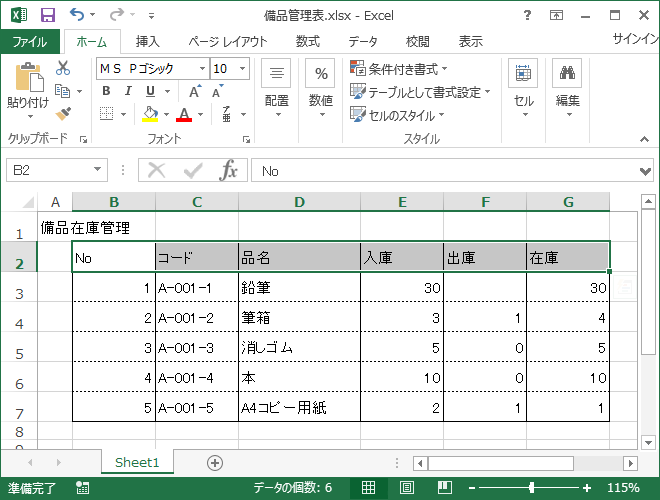 備品管理表.xlsx - Excel
ファイル ホーム 挿入 ページ レイアウト 数式 データ 校閲 表示 サインイン
ＭＳ Ｐゴシック 10 条件付き書式
テーブルとして書式設定
セルのスタイル
貼り付け B I U A A A 亜 配置 % 数値 セル 編集
クリップボード フォント スタイル
B2 fx No
A B C D E F G
1 備品在庫管理
2 No コード 品名 入庫 出庫 在庫
3 1 A-001-1 鉛筆 30 30
4 2 A-001-2 筆箱 3 1 4
5 3 A-001-3 消しゴム 5 0 5
6 4 A-001-4 本 10 0 10
7 5 A-001-5 A4コピー用紙 2 1 1
8
Sheet1
準備完了 データの個数: 6 115%